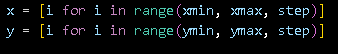 x = [i for i in range(xmin, xmax, step)]
y = [i for i in range(ymin, ymax, step)]